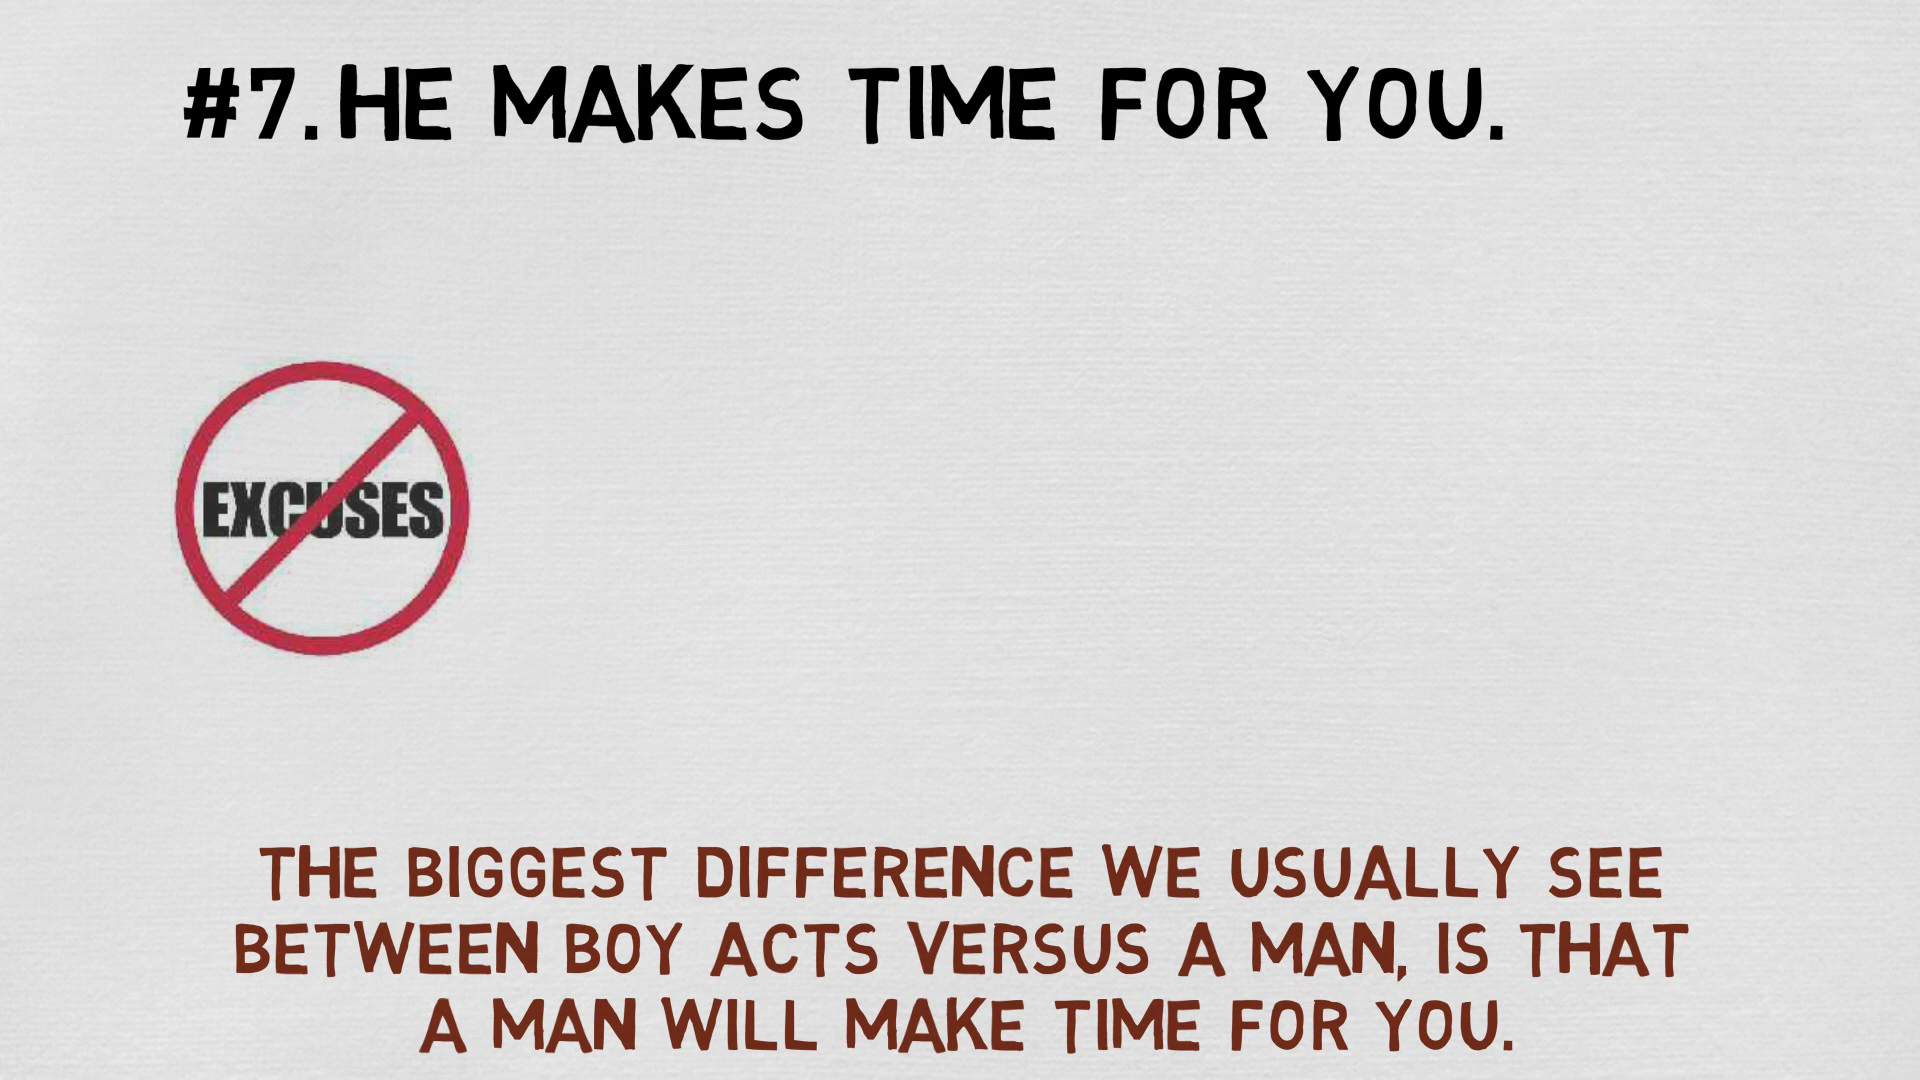 #7. HE MAKES TIME FOR YOU.
EXCUSES
THE BIGGEST DIFFERENCE WE USUALLY SEE
BETWEEN BOY ACTS VERSUS A MAN, IS THAT
A MAN WILL MAKE TIME FOR YOU.